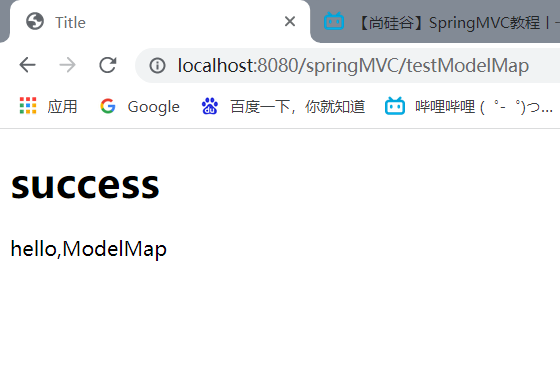 Title
【尚硅谷】SpringMVC教程丨
localhost:8080/springMVC/testModelMap
应用 Google 百度一下，你就知道 哔哩哔哩 ( ゜- ゜)つ...
success
hello,ModelMap